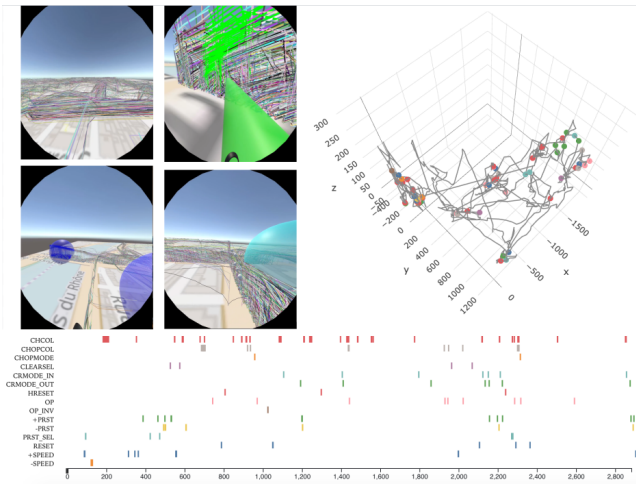 s du Rhône
300
250
200
150
100
50
0
z
−400
−200
0
200
400
600
800
1000
1200
y
−1500
−1000
−500
0
x
CHCOL
CHOPCOL
CHOPMODE
CLEARSEL
CRMODE_IN
CRMODE_OUT
HRESET
OP
OP_INV
+PRST
-PRST
PRST_SEL
RESET
+SPEED
-SPEED
0 200 400 600 800 1,000 1,200 1,400 1,600 1,800 2,000 2,200 2,400 2,600 2,800